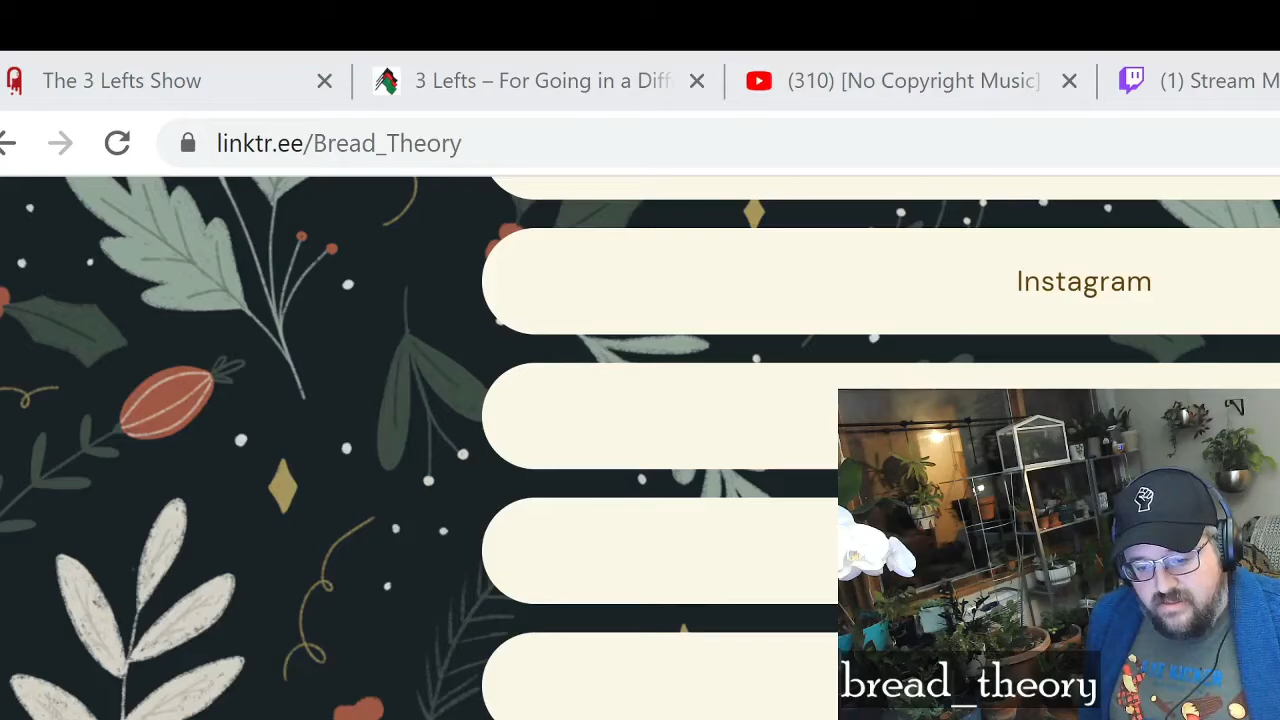 The 3 Lefts Show
3 Lefts – For Going in a Diff
(310) [No Copyright Music]
(1) Stream M
linktr.ee/Bread_Theory
Instagram
bread_theory